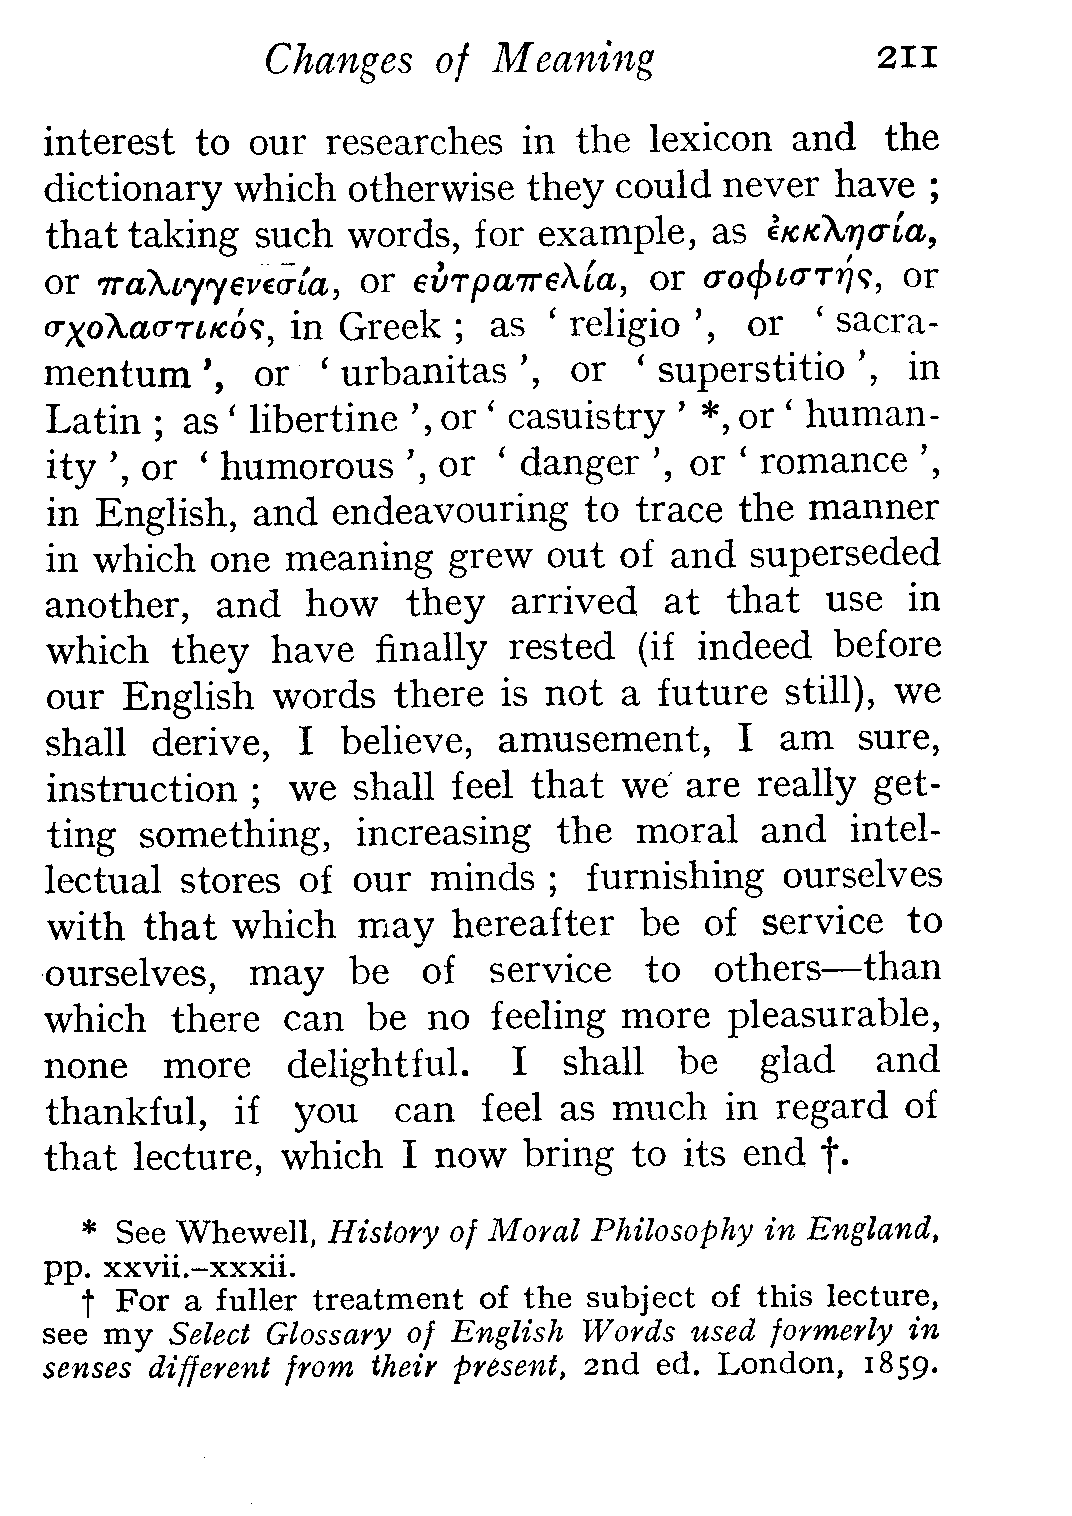 Changes of Meaning 211
interest to our researches in the lexicon and the
dictionary which otherwise they could never have ;
that taking such words, for example, as ἐκκλησία,
or παλιγγενεσία, or εὐτραπελία, or σοφιστής, or
σχολαστικός, in Greek ; as ‘ religio ’, or ‘ sacra-
mentum ’, or ‘ urbanitas ’, or ‘ superstitio ’, in
Latin ; as ‘ libertine ’, or ‘ casuistry ’ *, or ‘ human-
ity ’, or ‘ humorous ’, or ‘ danger ’, or ‘ romance ’,
in English, and endeavouring to trace the manner
in which one meaning grew out of and superseded
another, and how they arrived at that use in
which they have finally rested (if indeed before
our English words there is not a future still), we
shall derive, I believe, amusement, I am sure,
instruction ; we shall feel that we are really get-
ting something, increasing the moral and intel-
lectual stores of our minds ; furnishing ourselves
with that which may hereafter be of service to
ourselves, may be of service to others—than
which there can be no feeling more pleasurable,
none more delightful. I shall be glad and
thankful, if you can feel as much in regard of
that lecture, which I now bring to its end †.
* See Whewell, History of Moral Philosophy in England,
pp. xxvii.–xxxii.
† For a fuller treatment of the subject of this lecture,
see my Select Glossary of English Words used formerly in
senses different from their present, 2nd ed. London, 1859.